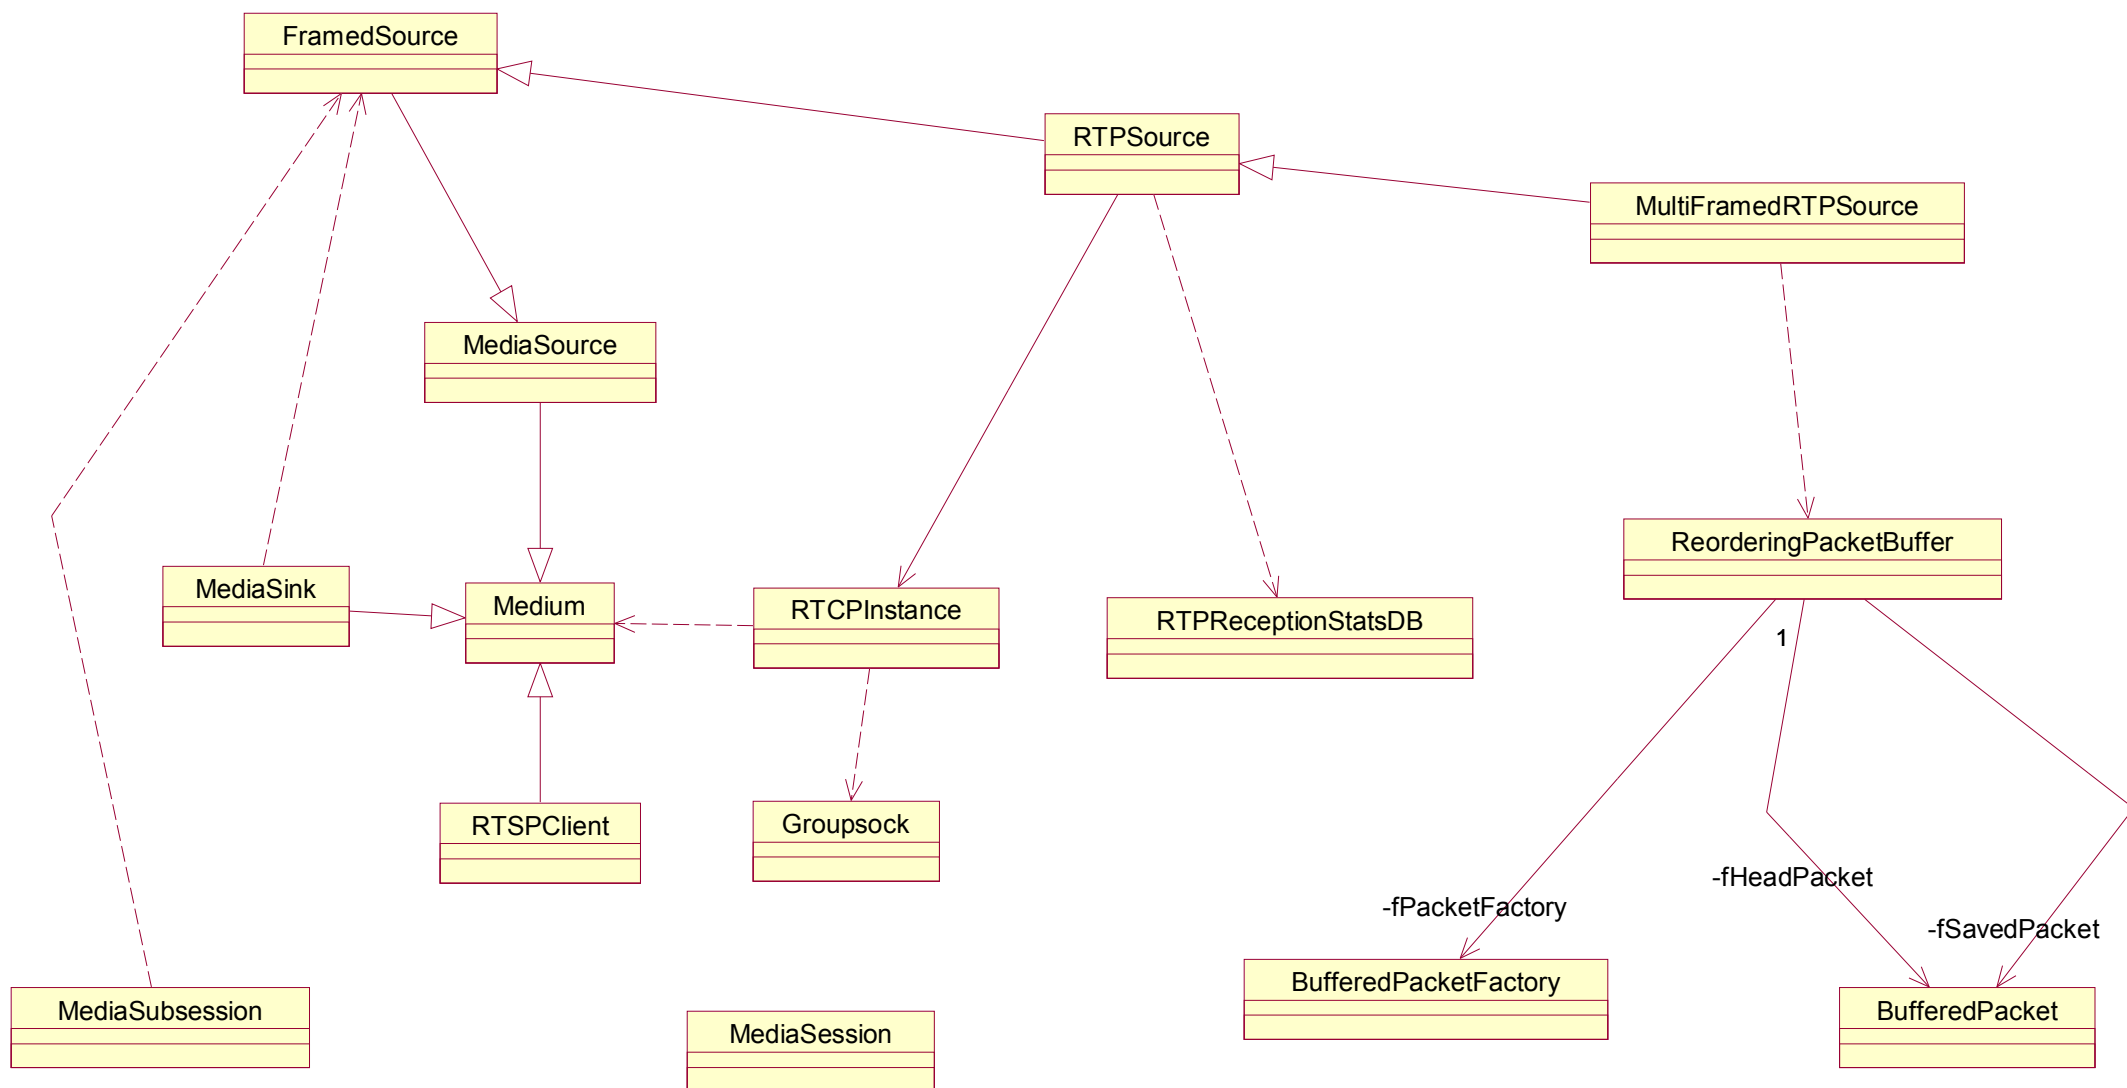 FramedSource
RTPSource
MultiFramedRTPSource
MediaSource
ReorderingPacketBuffer
MediaSink
Medium
RTCPInstance
RTPReceptionStatsDB
1
RTSPClient
Groupsock
-fHeadPacket
-fPacketFactory
-fSavedPacket
BufferedPacketFactory
MediaSubsession
BufferedPacket
MediaSession